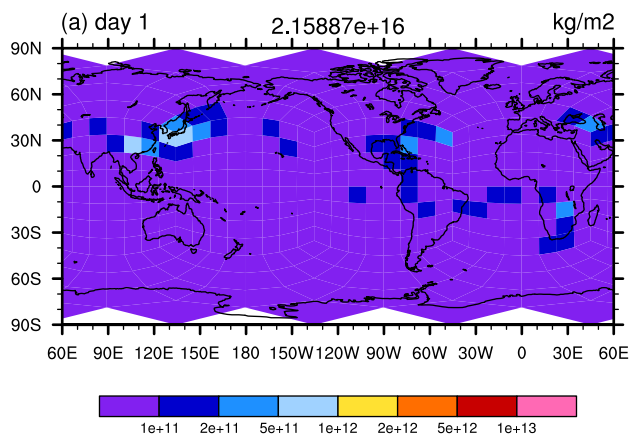 (a) day 1 2.15887e+16 kg/m2
90N
60N
30N
0
30S
60S
90S
60E 90E 120E 150E 180 150W 120W 90W 60W 30W 0 30E 60E
1e+11 2e+11 5e+11 1e+12 2e+12 5e+12 1e+13